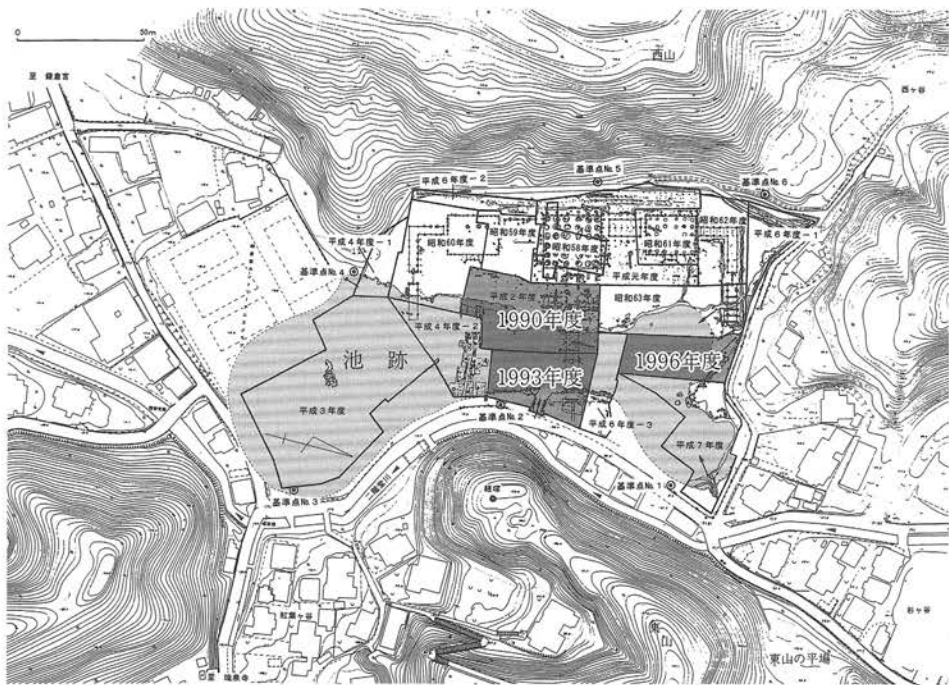 0 50m
西山
至 鎌倉宮
西ヶ谷
基準点№5
平成6年度-2
基準点№6
昭和59年度
昭和62年度
昭和60年度
昭和58年度
昭和61年度
平成6年度-1
平成4年度-1
基準点№4
平成元年度
平成2年度
昭和63年度
1990年度
平成4年度-2
池 跡
1996年度
1993年度
平成3年度
基準点№2
平成6年度-3
平成7年度
基準点№1
基準点№3
経塚
紅葉ヶ谷
東山
杉ヶ谷
東山の平場
至 瑞泉寺